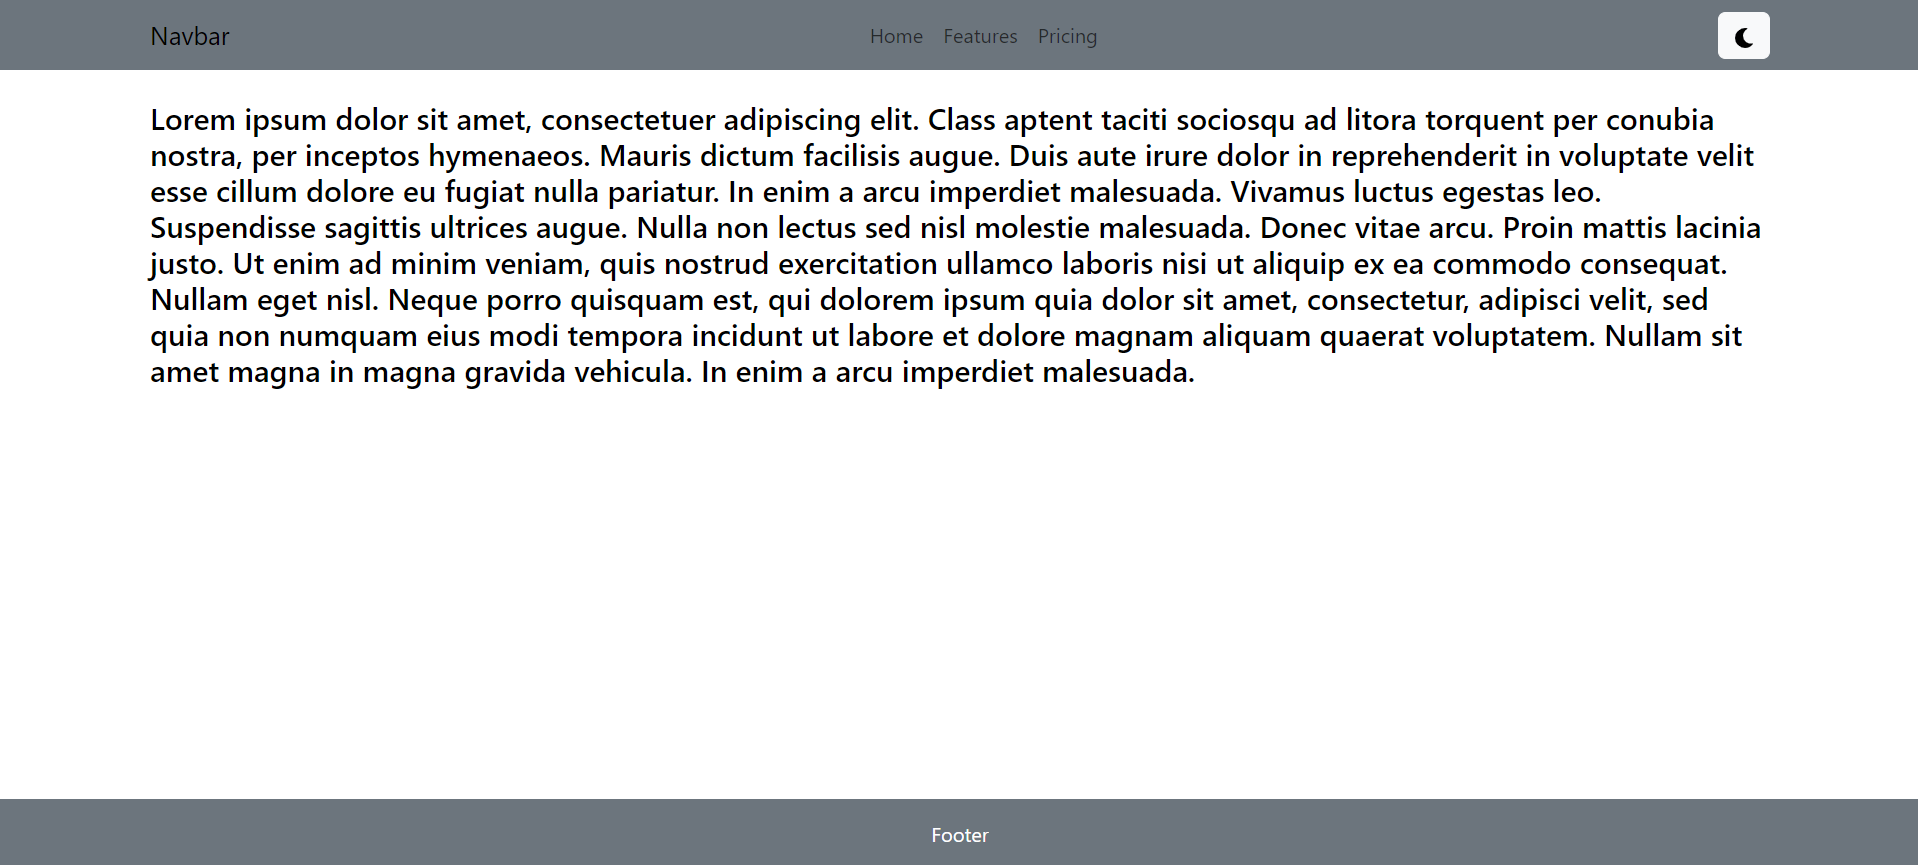 Navbar
Home Features Pricing
Lorem ipsum dolor sit amet, consectetuer adipiscing elit. Class aptent taciti sociosqu ad litora torquent per conubia
nostra, per inceptos hymenaeos. Mauris dictum facilisis augue. Duis aute irure dolor in reprehenderit in voluptate velit
esse cillum dolore eu fugiat nulla pariatur. In enim a arcu imperdiet malesuada. Vivamus luctus egestas leo.
Suspendisse sagittis ultrices augue. Nulla non lectus sed nisl molestie malesuada. Donec vitae arcu. Proin mattis lacinia
justo. Ut enim ad minim veniam, quis nostrud exercitation ullamco laboris nisi ut aliquip ex ea commodo consequat.
Nullam eget nisl. Neque porro quisquam est, qui dolorem ipsum quia dolor sit amet, consectetur, adipisci velit, sed
quia non numquam eius modi tempora incidunt ut labore et dolore magnam aliquam quaerat voluptatem. Nullam sit
amet magna in magna gravida vehicula. In enim a arcu imperdiet malesuada.
Footer